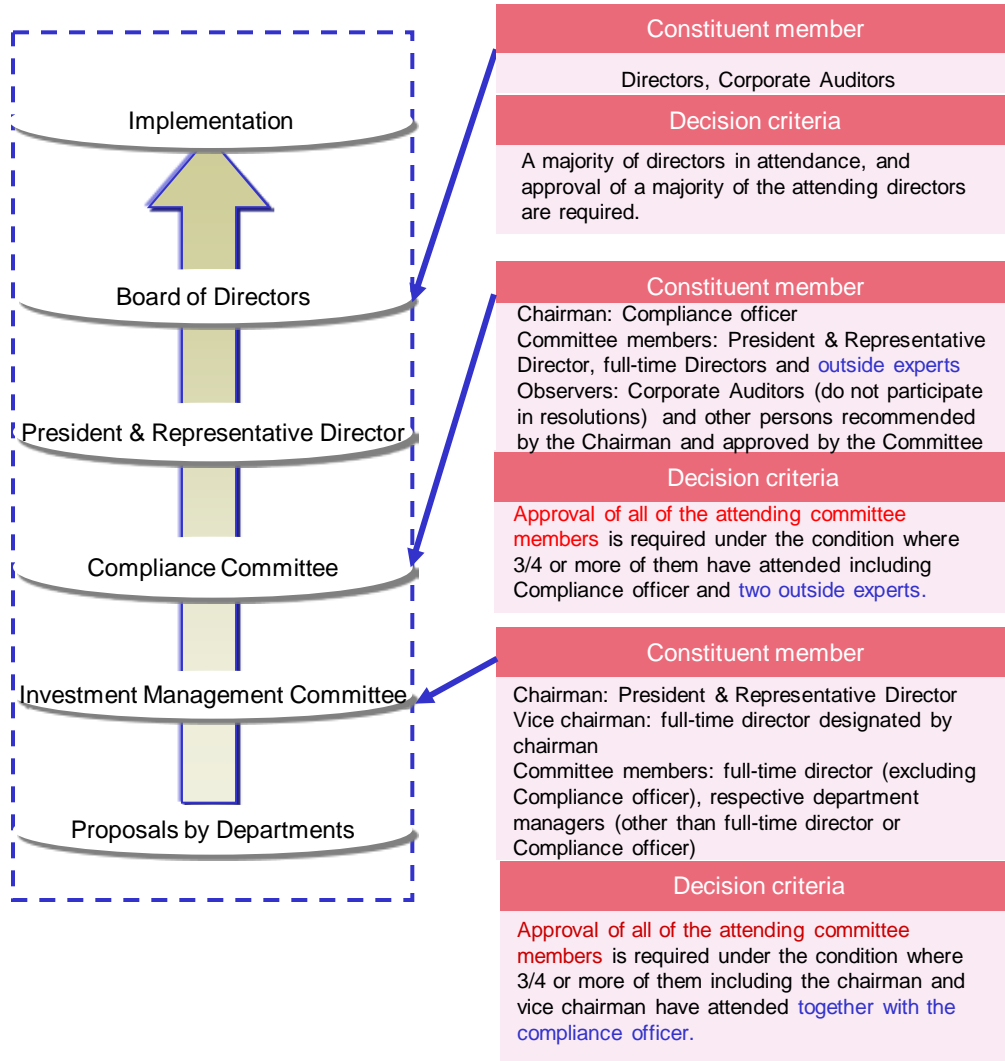 Implementation
Board of Directors
President & Representative Director
Compliance Committee
Investment Management Committee
Proposals by Departments
Constituent member
Directors, Corporate Auditors
Decision criteria
A majority of directors in attendance, and
approval of a majority of the attending directors
are required.
Constituent member
Chairman: Compliance officer
Committee members: President & Representative
Director, full-time Directors and outside experts
Observers: Corporate Auditors (do not participate
in resolutions) and other persons recommended
by the Chairman and approved by the Committee
Decision criteria
Approval of all of the attending committee
members is required under the condition where
3/4 or more of them have attended including
Compliance officer and two outside experts.
Constituent member
Chairman: President & Representative Director
Vice chairman: full-time director designated by
chairman
Committee members: full-time director (excluding
Compliance officer), respective department
managers (other than full-time director or
Compliance officer)
Decision criteria
Approval of all of the attending committee
members is required under the condition where
3/4 or more of them including the chairman and
vice chairman have attended together with the
compliance officer.